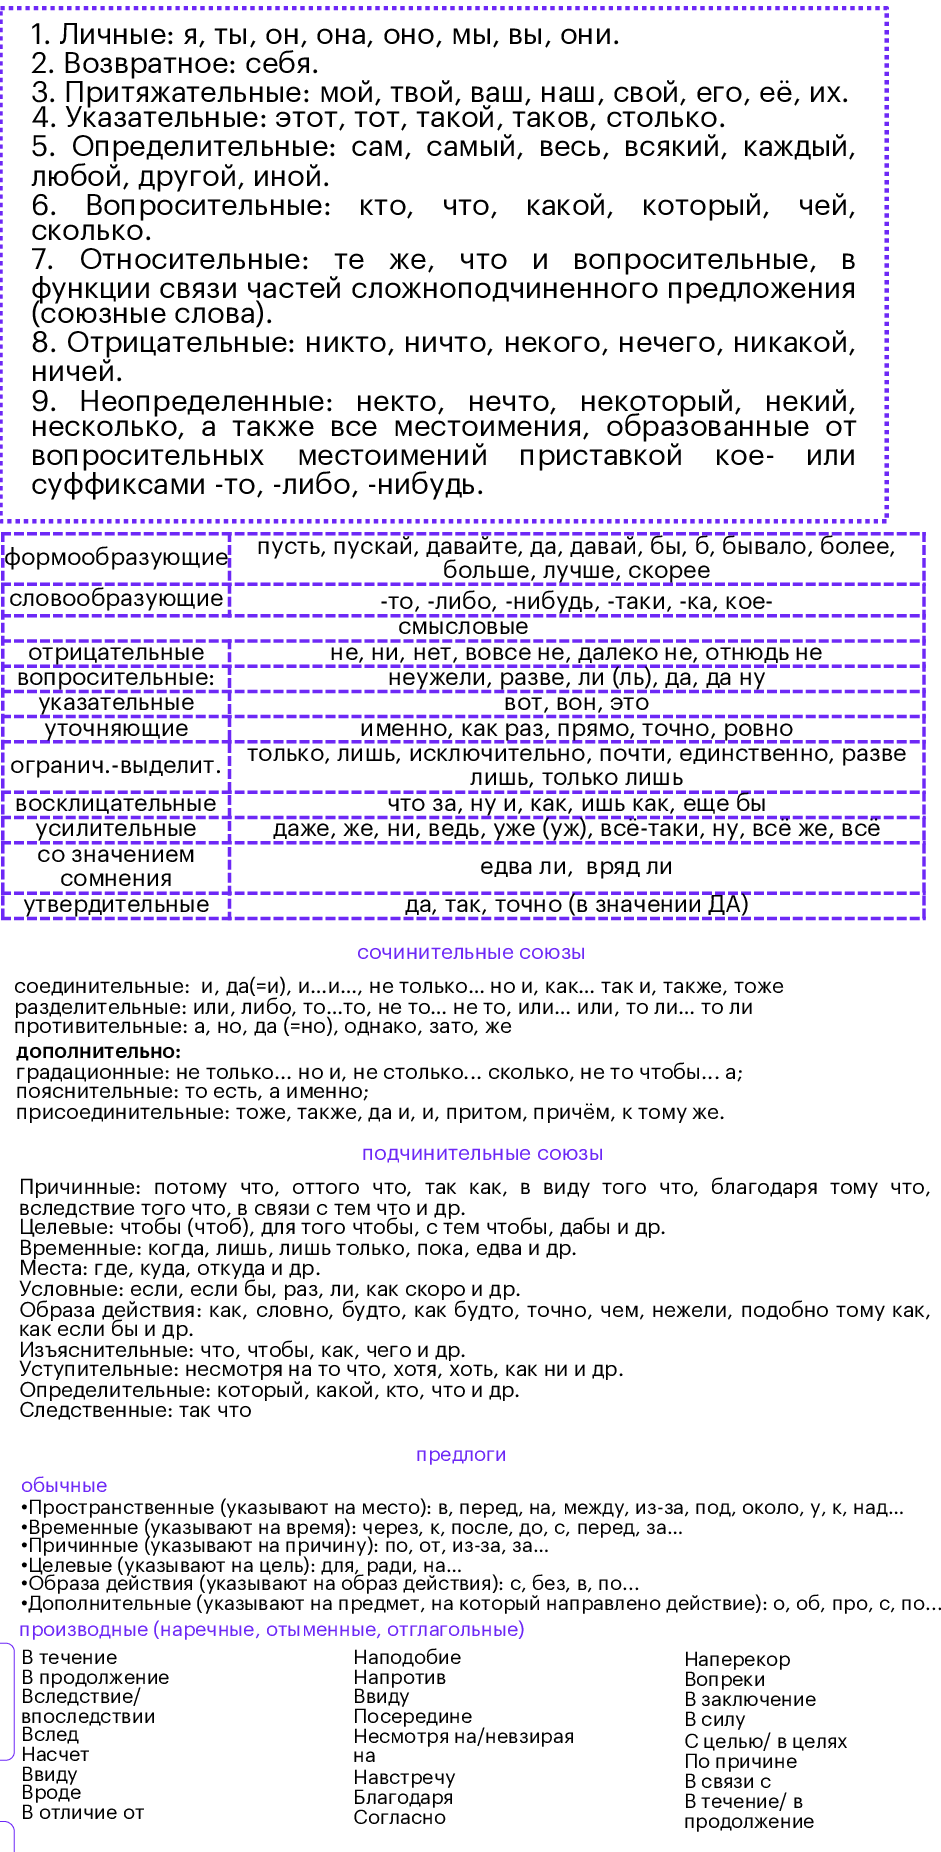 1. Личные: я, ты, он, она, оно, мы, вы, они.
2. Возвратное: себя.
3. Притяжательные: мой, твой, ваш, наш, свой, его, её, их.
4. Указательные: этот, тот, такой, таков, столько.
5. Определительные: сам, самый, весь, всякий, каждый,
любой, другой, иной.
6. Вопросительные: кто, что, какой, который, чей,
сколько.
7. Относительные: те же, что и вопросительные, в
функции связи частей сложноподчиненного предложения
(союзные слова).
8. Отрицательные: никто, ничто, некого, нечего, никакой,
ничей.
9. Неопределенные: некто, нечто, некоторый, некий,
несколько, а также все местоимения, образованные от
вопросительных местоимений приставкой кое- или
суффиксами -то, -либо, -нибудь.
формообразующие
пусть, пускай, давайте, да, давай, бы, б, бывало, более,
больше, лучше, скорее
словообразующие
-то, -либо, -нибудь, -таки, -ка, кое-
смысловые
отрицательные
не, ни, нет, вовсе не, далеко не, отнюдь не
вопросительные:
неужели, разве, ли (ль), да, да ну
указательные
вот, вон, это
уточняющие
именно, как раз, прямо, точно, ровно
огранич.-выделит.
только, лишь, исключительно, почти, единственно, разве
лишь, только лишь
восклицательные
что за, ну и, как, ишь как, еще бы
усилительные
даже, же, ни, ведь, уже (уж), всё-таки, ну, всё же, всё
со значением
сомнения
едва ли, вряд ли
утвердительные
да, так, точно (в значении ДА)
сочинительные союзы
соединительные: и, да(=и), и...и..., не только... но и, как... так и, также, тоже
разделительные: или, либо, то...то, не то... не то, или... или, то ли... то ли
противительные: а, но, да (=но), однако, зато, же
дополнительно:
градационные: не только... но и, не столько... сколько, не то чтобы... а;
пояснительные: то есть, а именно;
присоединительные: тоже, также, да и, и, притом, причём, к тому же.
подчинительные союзы
Причинные: потому что, оттого что, так как, в виду того что, благодаря тому что,
вследствие того что, в связи с тем что и др.
Целевые: чтобы (чтоб), для того чтобы, с тем чтобы, дабы и др.
Временные: когда, лишь, лишь только, пока, едва и др.
Места: где, куда, откуда и др.
Условные: если, если бы, раз, ли, как скоро и др.
Образа действия: как, словно, будто, как будто, точно, чем, нежели, подобно тому как,
как если бы и др.
Изъяснительные: что, чтобы, как, чего и др.
Уступительные: несмотря на то что, хотя, хоть, как ни и др.
Определительные: который, какой, кто, что и др.
Следственные: так что
предлоги
обычные
•Пространственные (указывают на место): в, перед, на, между, из-за, под, около, у, к, над...
•Временные (указывают на время): через, к, после, до, с, перед, за...
•Причинные (указывают на причину): по, от, из-за, за...
•Целевые (указывают на цель): для, ради, на...
•Образа действия (указывают на образ действия): с, без, в, по...
•Дополнительные (указывают на предмет, на который направлено действие): о, об, про, с, по...
производные (наречные, отыменные, отглагольные)
В течение
В продолжение
Вследствие/
впоследствии
Вслед
Насчет
Ввиду
Вроде
В отличие от
Наподобие
Напротив
Ввиду
Посередине
Несмотря на/невзирая
на
Навстречу
Благодаря
Согласно
Наперекор
Вопреки
В заключение
В силу
С целью/ в целях
По причине
В связи с
В течение/ в
продолжение